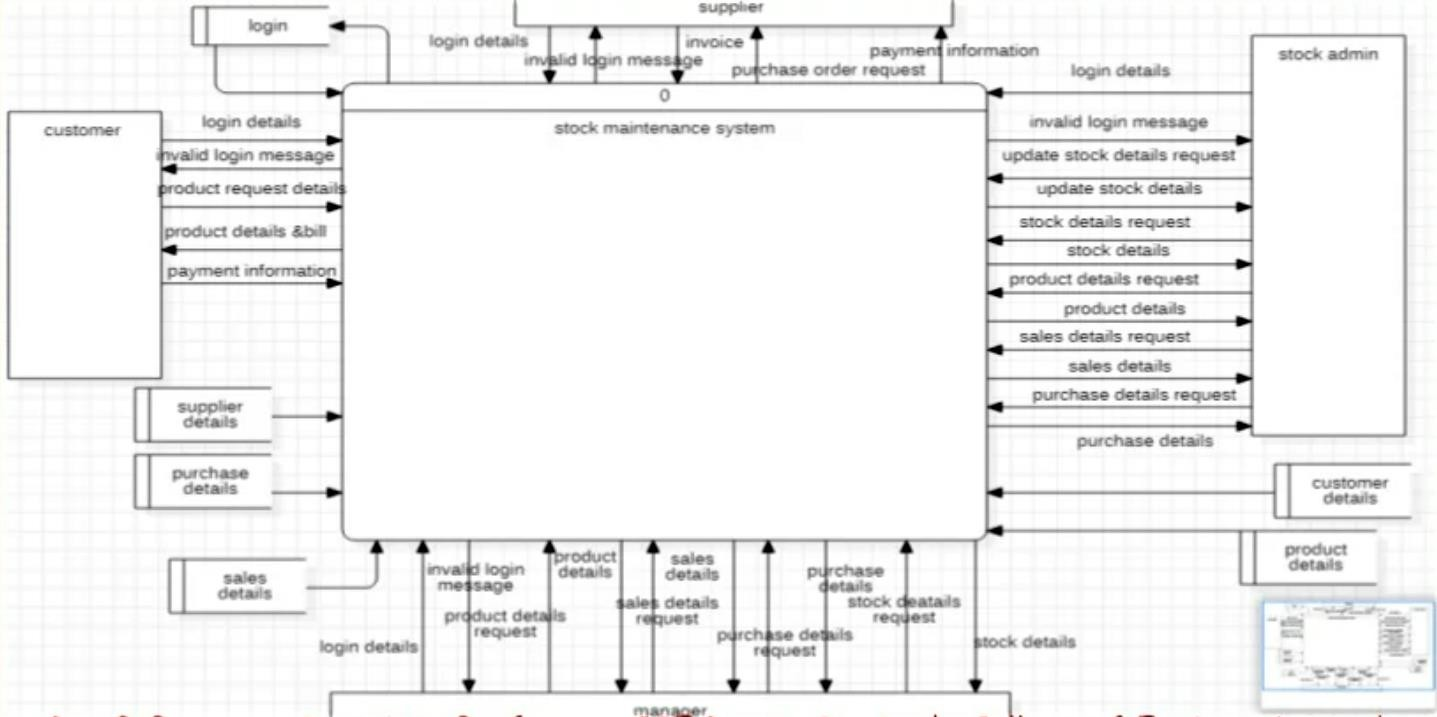 supplier
login
login details
invoice
invalid login message
payment information
purchase order request
stock admin
login details
0
stock maintenance system
customer
login details
invalid login message
product request details
product details &bill
payment information
invalid login message
update stock details request
update stock details
stock details request
stock details
product details request
product details
sales details request
sales details
purchase details request
purchase details
supplier
details
purchase
details
sales
details
customer
details
product
details
login details
invalid login
message
product details
request
product
details
sales details
request
sales
details
purchase details
request
purchase
details
stock deatails
request
stock details
manager